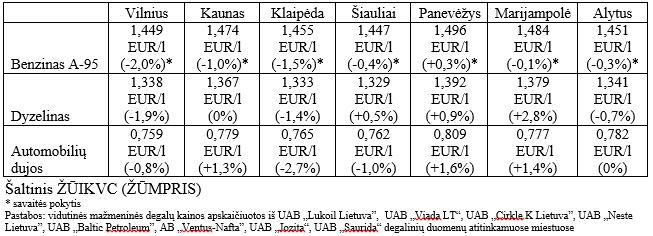 Vilnius Kaunas Klaipėda Šiauliai Panevėžys Marijampolė Alytus
1,449 1,474 1,455 1,447 1,496 1,484 1,451
EUR/l EUR/l EUR/l EUR/l EUR/l EUR/l EUR/l
Benzinas A-95 (-2,0%)* (-1,0%)* (-1,5%)* (-0,4%)* (+0,3%)* (-0,1%)* (-0,3%)*
1,338 1,367 1,333 1,329 1,392 1,379 1,341
EUR/l EUR/l EUR/l EUR/l EUR/l EUR/l EUR/l
Dyzelinas (-1,9%) (0%) (-1,4%) (+0,5%) (+0,9%) (+2,8%) (-0,7%)
0,759 0,779 0,765 0,762 0,809 0,777 0,782
Automobilių EUR/l EUR/l EUR/l EUR/l EUR/l EUR/l EUR/l
dujos (-0,8%) (+1,3%) (-2,7%) (-1,0%) (+1,6%) (+1,4%) (0%)
Šaltinis ŽŪIKVC (ŽŪMPRIS)
* savaitės pokytis
Pastabos: vidutinės mažmeninės degalų kainos apskaičiuotos iš UAB „Lukoil Lietuva”, UAB „Viada LT“, UAB „Cirkle K Lietuva”, UAB „Neste
Lietuva”, UAB „Baltic Petroleum”, AB „Ventus-Nafta”, UAB „Jozita“, UAB „Saurida“ degalinių duomenų atitinkamuose miestuose